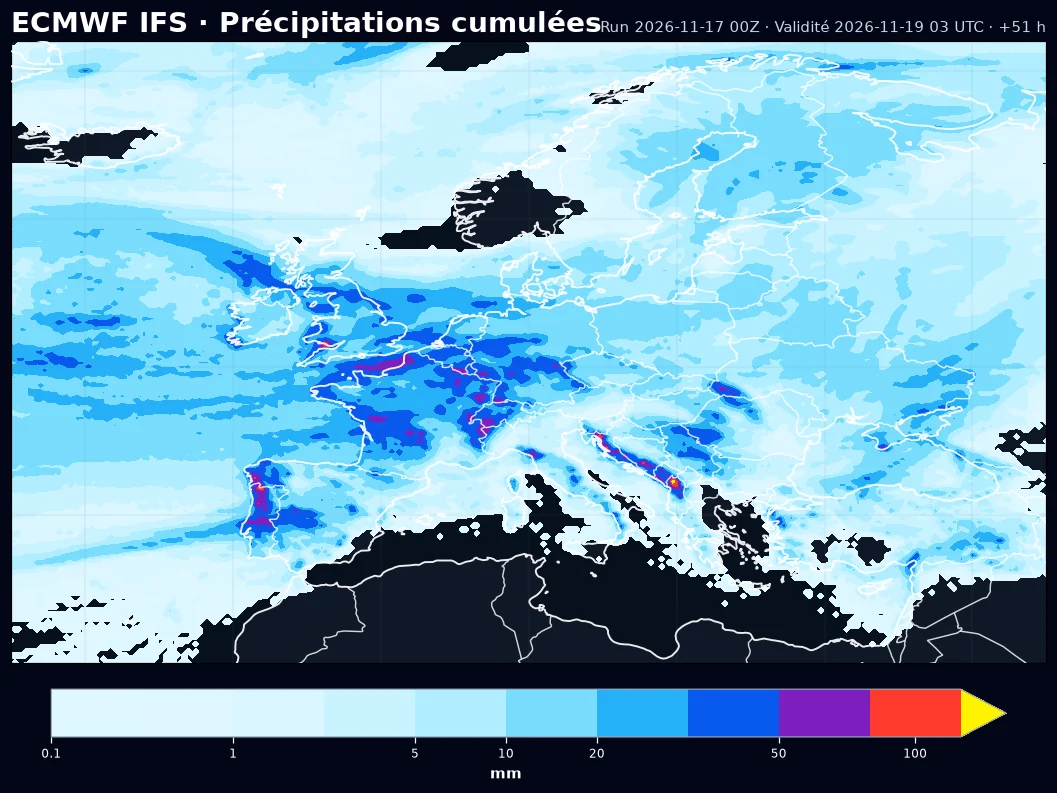 ECMWF IFS · Précipitations cumulées
Run 2026-11-17 00Z · Validité 2026-11-19 03 UTC · +51 h
0.1 1 5 10 20 50 100
mm